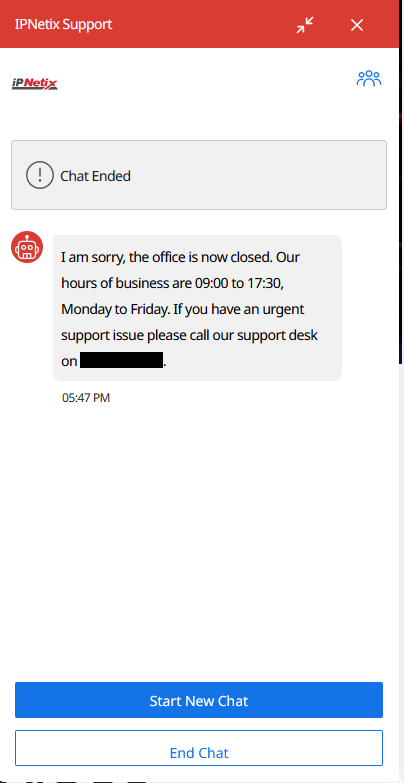 IPNetix Support
iPNetix
Chat Ended
I am sorry, the office is now closed. Our
hours of business are 09:00 to 17:30,
Monday to Friday. If you have an urgent
support issue please call our support desk
on .
05:47 PM
Start New Chat
End Chat